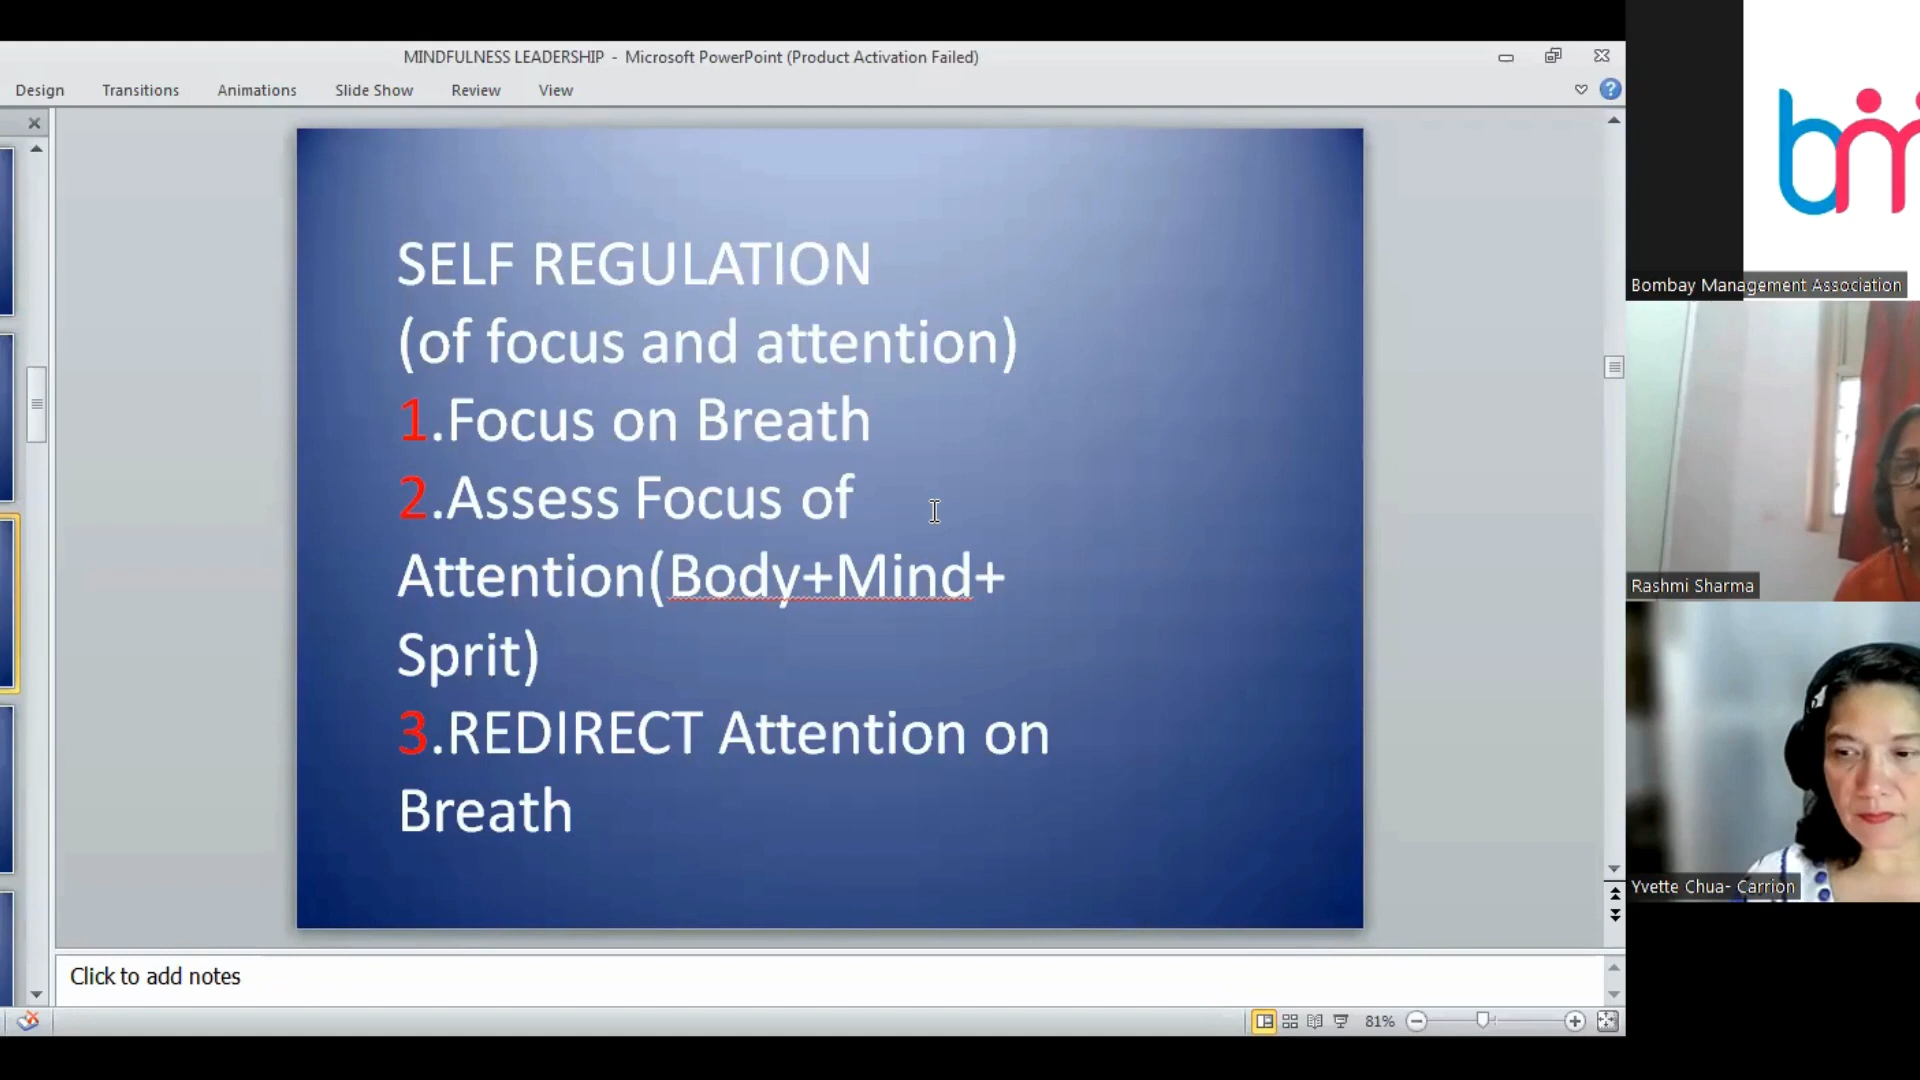 MINDFULNESS LEADERSHIP - Microsoft PowerPoint (Product Activation Failed)
Design Transitions Animations Slide Show Review View
SELF REGULATION
(of focus and attention)
1.Focus on Breath
2.Assess Focus of
Attention(Body+Mind+
Sprit)
3.REDIRECT Attention on
Breath
Click to add notes
81%
bm
Bombay Management Association
Rashmi Sharma
Yvette Chua- Carrion